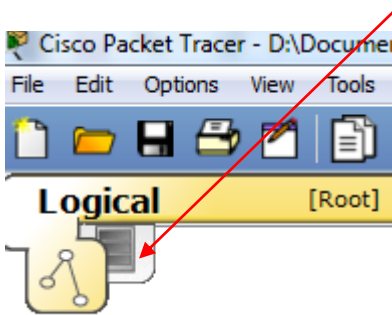 Cisco Packet Tracer - D:\Docume
File Edit Options View Tools
Logical [Root]